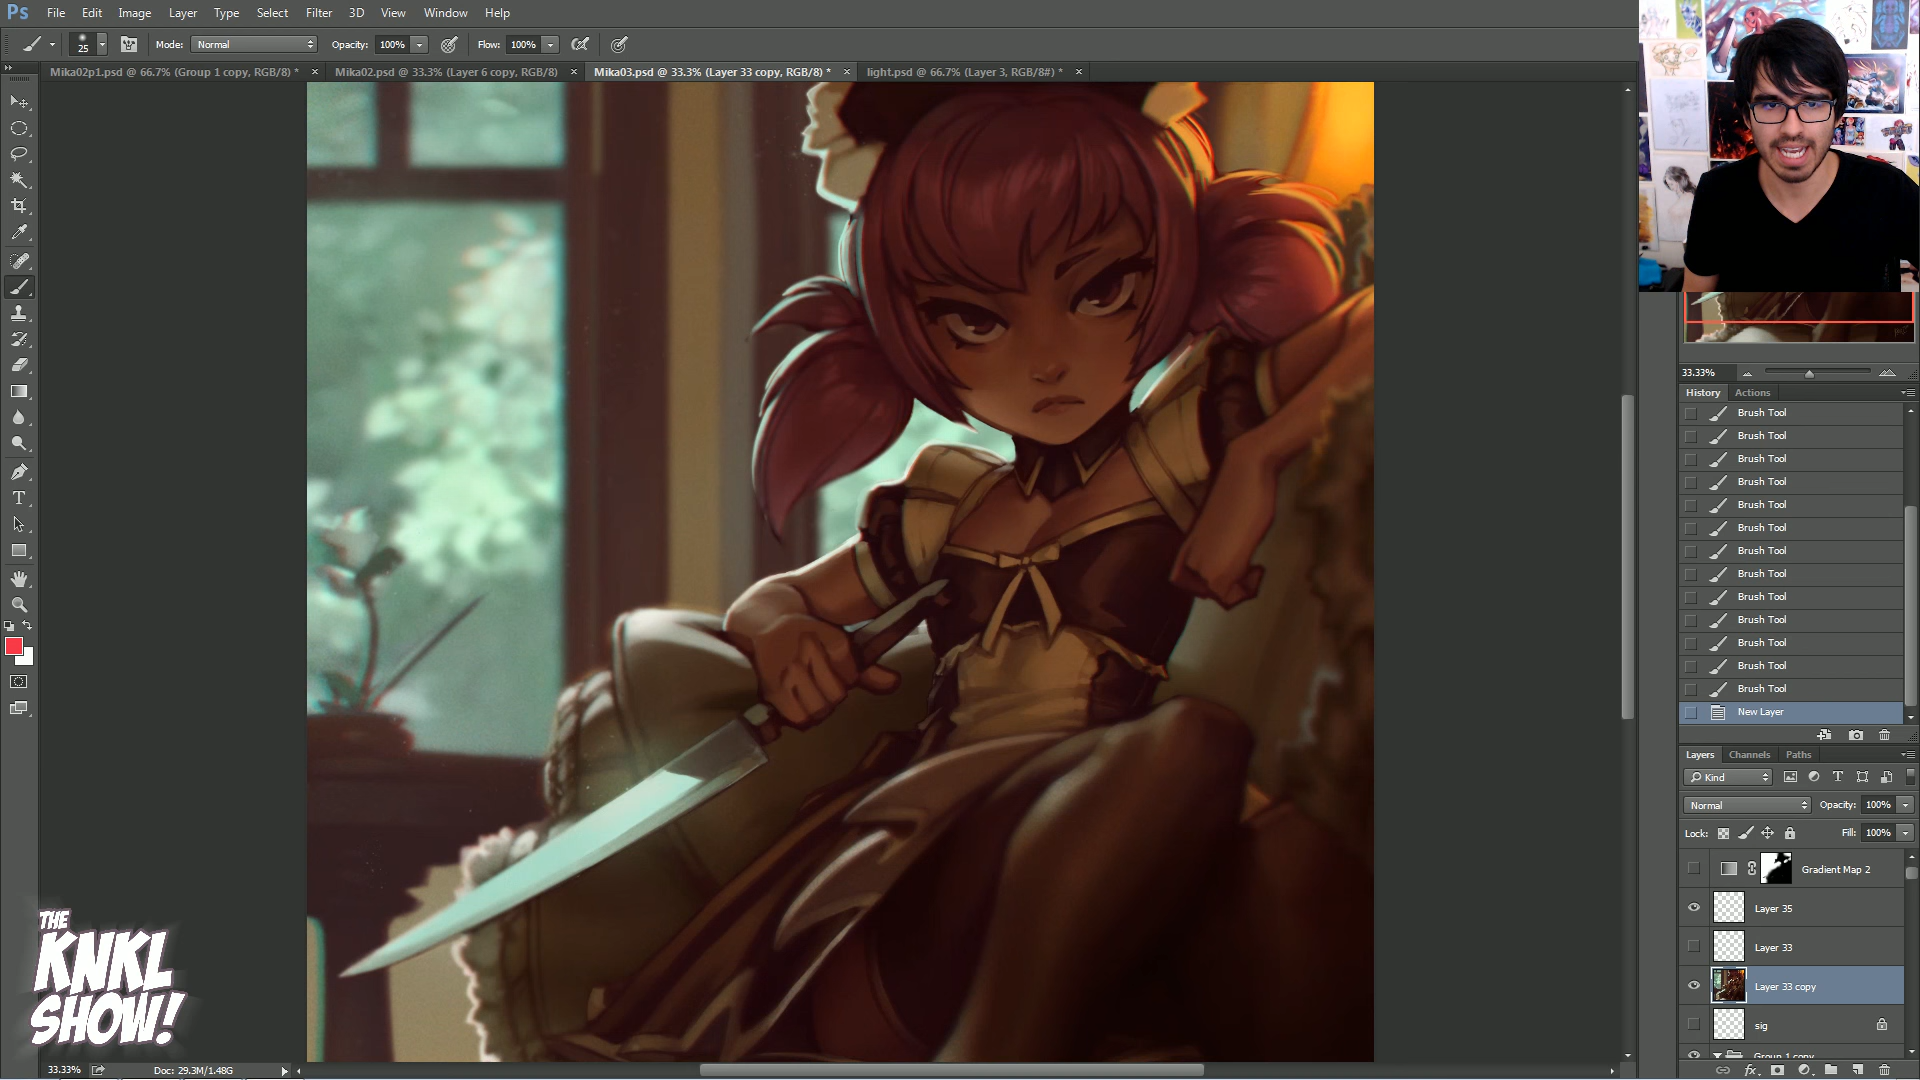 Ps File Edit Image Layer Type Select Filter 3D View Window Help
25 Mode: Normal Opacity: 100% Flow: 100%
Mika02p1.psd @ 66.7% (Group 1 copy, RGB/8) * × Mika02.psd @ 33.3% (Layer 6 copy, RGB/8) × Mika03.psd @ 33.3% (Layer 33 copy, RGB/8) * × light.psd @ 66.7% (Layer 3, RGB/8#) * ×
33.33%
History Actions
Brush Tool
Brush Tool
Brush Tool
Brush Tool
Brush Tool
Brush Tool
Brush Tool
Brush Tool
Brush Tool
Brush Tool
Brush Tool
Brush Tool
Brush Tool
New Layer
Layers Channels Paths
Kind
Normal Opacity: 100%
Lock: Fill: 100%
Gradient Map 2
Layer 35
Layer 33
Layer 33 copy
sig
Group 1 copy
THE
KNKL
SHOW!
33.33% Doc: 29.3M/1.48G